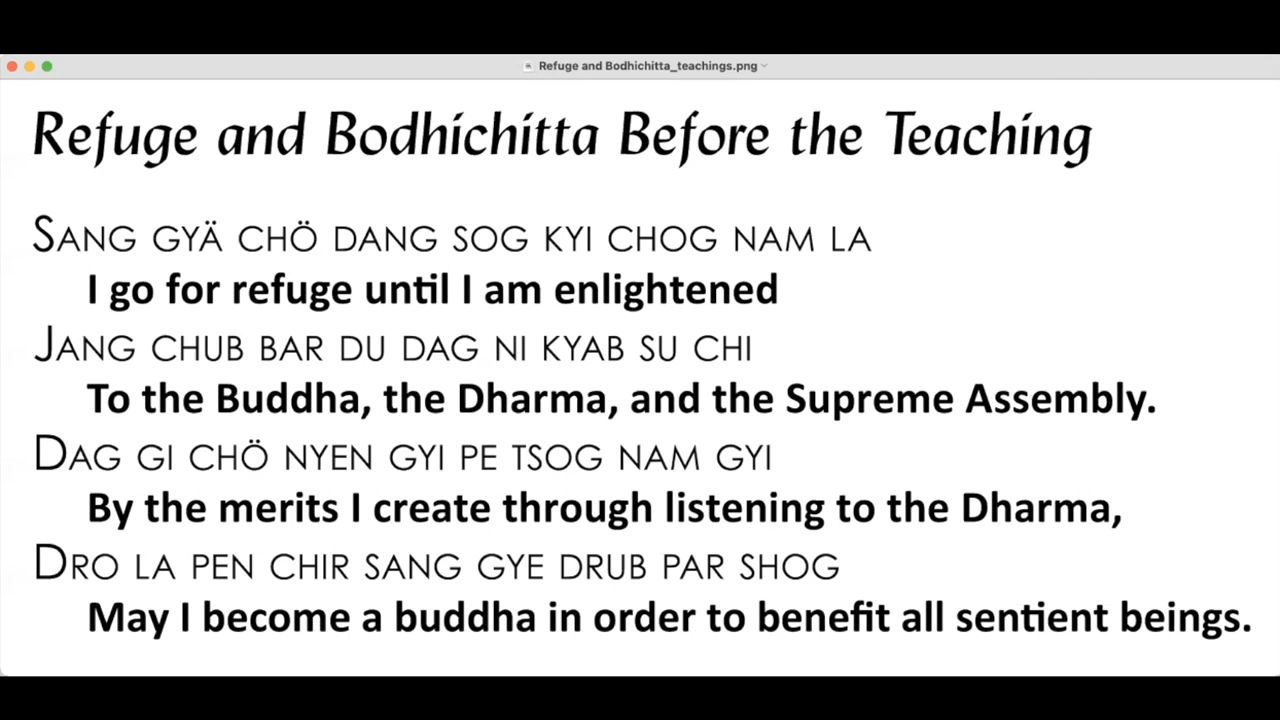 Refuge and Bodhichitta_teachings.png
Refuge and Bodhichitta Before the Teaching
SANG GYÄ CHÖ DANG SOG KYI CHOG NAM LA
I go for refuge until I am enlightened
JANG CHUB BAR DU DAG NI KYAB SU CHI
To the Buddha, the Dharma, and the Supreme Assembly.
DAG GI CHÖ NYEN GYI PE TSOG NAM GYI
By the merits I create through listening to the Dharma,
DRO LA PEN CHIR SANG GYE DRUB PAR SHOG
May I become a buddha in order to benefit all sentient beings.